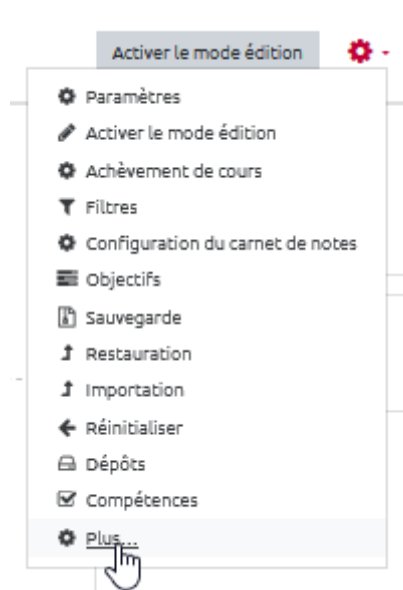 Activer le mode édition
Paramètres
Activer le mode édition
Achèvement de cours
Filtres
Configuration du carnet de notes
Objectifs
Sauvegarde
Restauration
Importation
Réinitialiser
Dépôts
Compétences
Plus...